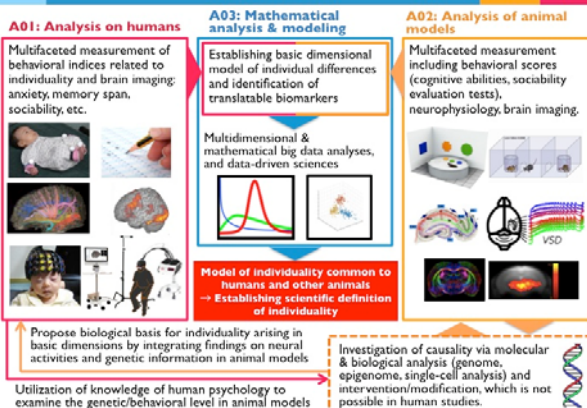 A01: Analysis on humans
Multifaceted measurement of
behavioral indices related to
individuality and brain imaging:
anxiety, memory span,
sociability, etc.
A03: Mathematical
analysis & modeling
Establishing basic dimensional
model of individual differences
and identification of
translatable biomarkers
Multidimensional &
mathematical big data analyses,
and data-driven sciences
Model of individuality common to
humans and other animals
→ Establishing scientific definition
of individuality
A02: Analysis of animal
models
Multifaceted measurement
including behavioral scores
(cognitive abilities, sociability
evaluation tests),
neurophysiology, brain imaging.
VSD
Propose biological basis for individuality arising in
basic dimensions by integrating findings on neural
activities and genetic information in animal models
Utilization of knowledge of human psychology to
examine the genetic/behavioral level in animal models
Investigation of causality via molecular
& biological analysis (genome,
epigenome, single-cell analysis) and
intervention/modification, which is not
possible in human studies.